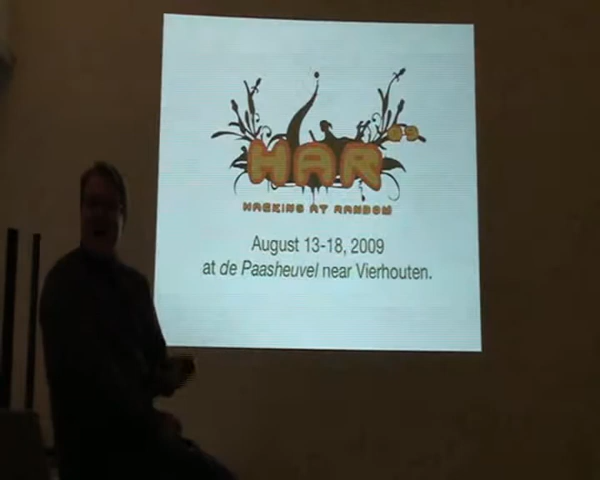 HAR
09
HACKING AT RANDOM
August 13-18, 2009
at de Paasheuvel near Vierhouten.